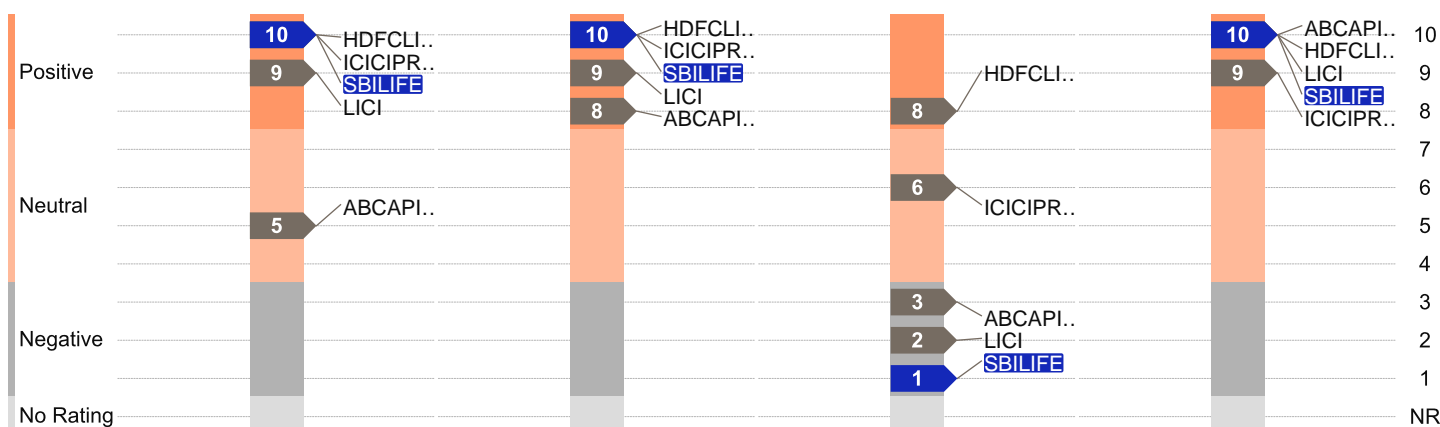 Positive
Neutral
Negative
No Rating
10
HDFCLI..
ICICIPR..
SBILIFE
9
LICI
5
ABCAPI..
10
HDFCLI..
ICICIPR..
SBILIFE
9
LICI
8
ABCAPI..
HDFCLI..
8
6
ICICIPR..
3
ABCAPI..
2
LICI
SBILIFE
1
10
ABCAPI..
HDFCLI..
LICI
SBILIFE
9
ICICIPR..
10
9
8
7
6
5
4
3
2
1
NR